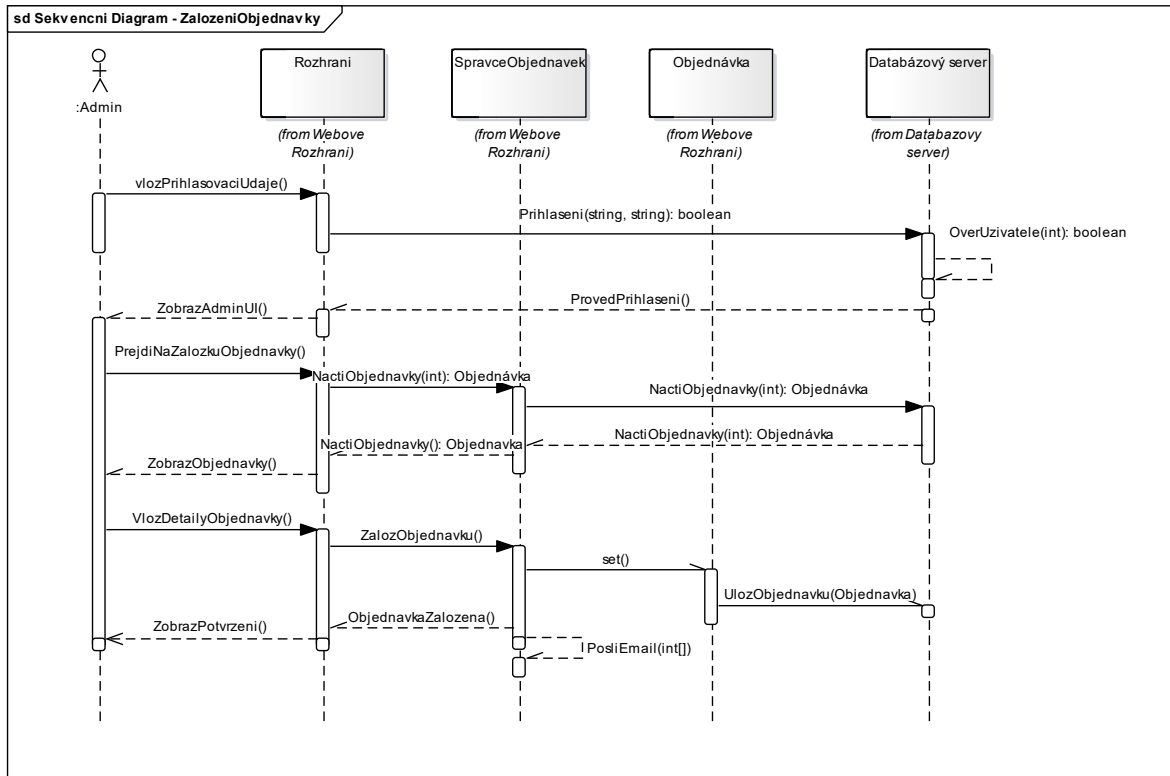 sd Sekvencni Diagram - ZalozeniObjednavky
:Admin
Rozhrani
(from Webove
Rozhrani)
SpravceObjednavek
(from Webove
Rozhrani)
Objednávka
(from Webove
Rozhrani)
Databázový server
(from Databazovy
server)
vlozPrihlasovaciUdaje()
Prihlaseni(string, string): boolean
OverUzivatele(int): boolean
ProvedPrihlaseni()
ZobrazAdminUI()
PrejdiNaZalozkuObjednavky()
NactiObjednavky(int): Objednávka
NactiObjednavky(int): Objednávka
NactiObjednavky(int): Objednávka
NactiObjednavky(): Objednavka
ZobrazObjednavky()
VlozDetailyObjednavky()
ZalozObjednavku()
set()
UlozObjednavku(Objednavka)
ObjednavkaZalozena()
ZobrazPotvrzeni()
PosliEmail(int[])